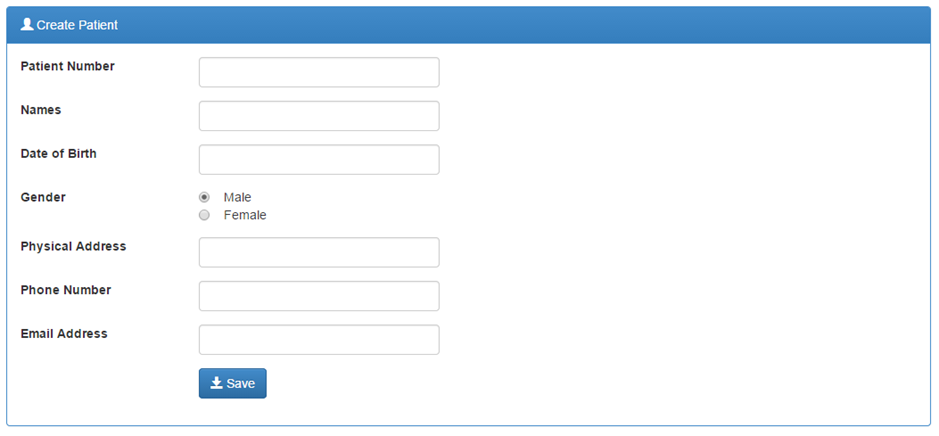 Create Patient
Patient Number
Names
Date of Birth
Gender
Male
Female
Physical Address
Phone Number
Email Address
Save